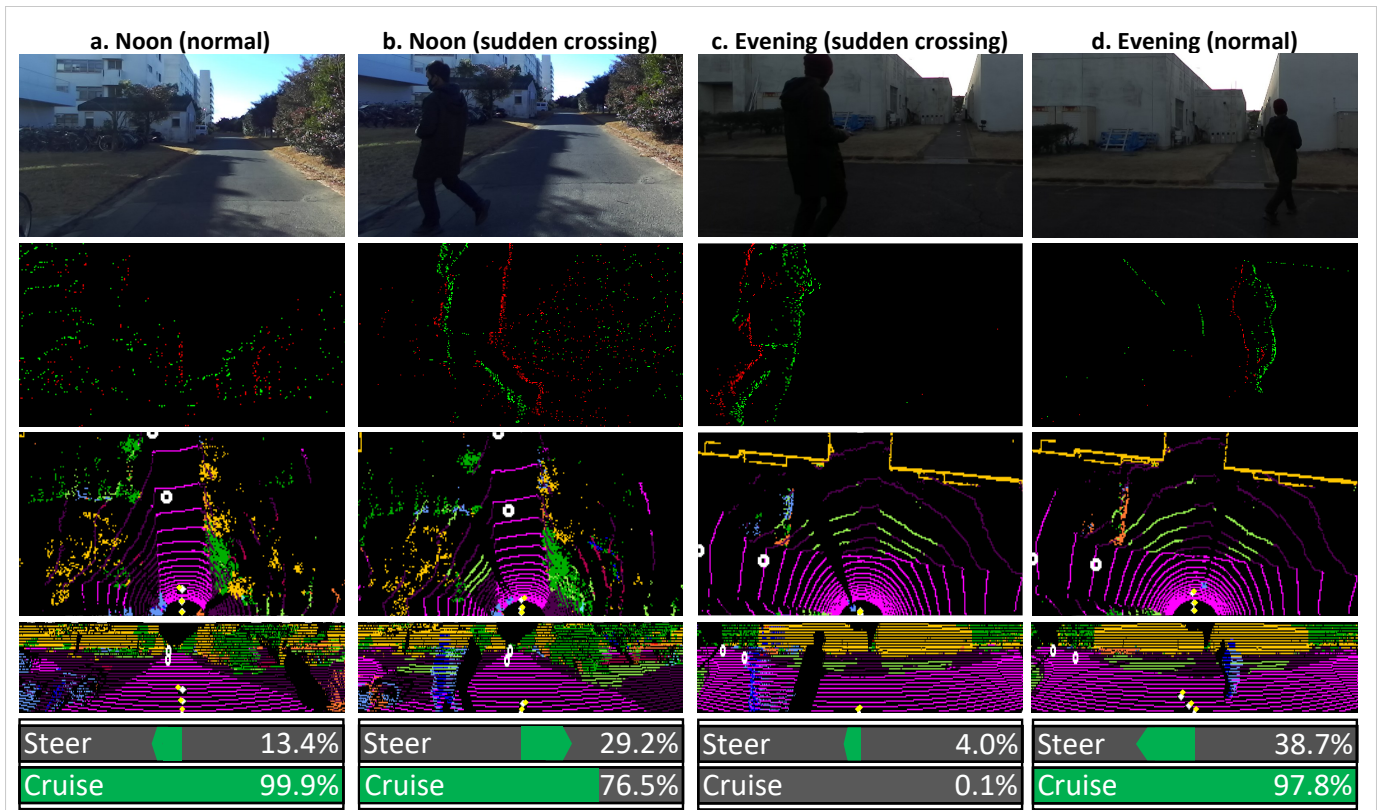 a. Noon (normal)
b. Noon (sudden crossing)
c. Evening (sudden crossing)
d. Evening (normal)
Steer 13.4%
Cruise 99.9%
Steer 29.2%
Cruise 76.5%
Steer 4.0%
Cruise 0.1%
Steer 38.7%
Cruise 97.8%